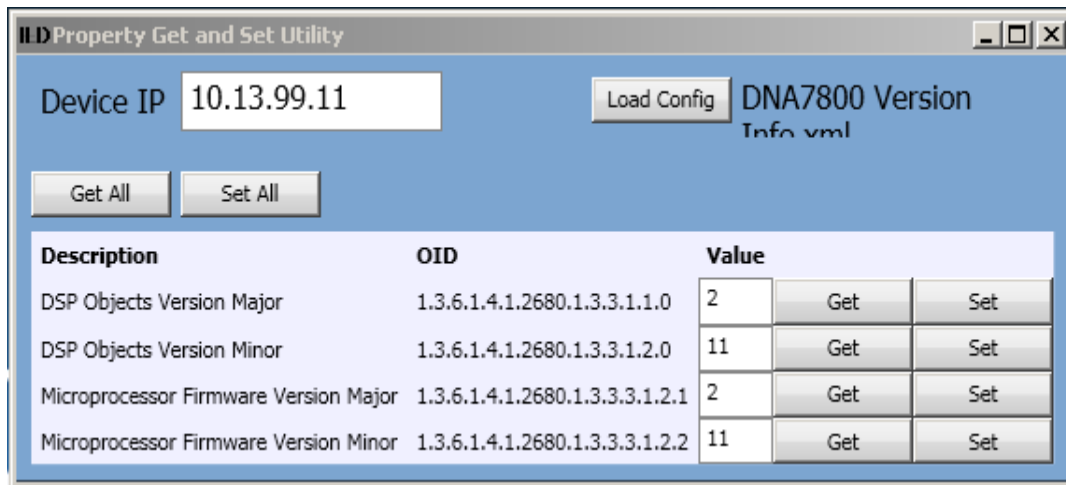 IED Property Get and Set Utility
Device IP 10.13.99.11 Load Config DNA7800 Version
Info.xml
Get All Set All
Description OID Value
DSP Objects Version Major 1.3.6.1.4.1.2680.1.3.3.1.1.0 2 Get Set
DSP Objects Version Minor 1.3.6.1.4.1.2680.1.3.3.1.2.0 11 Get Set
Microprocessor Firmware Version Major 1.3.6.1.4.1.2680.1.3.3.3.1.2.1 2 Get Set
Microprocessor Firmware Version Minor 1.3.6.1.4.1.2680.1.3.3.3.1.2.2 11 Get Set